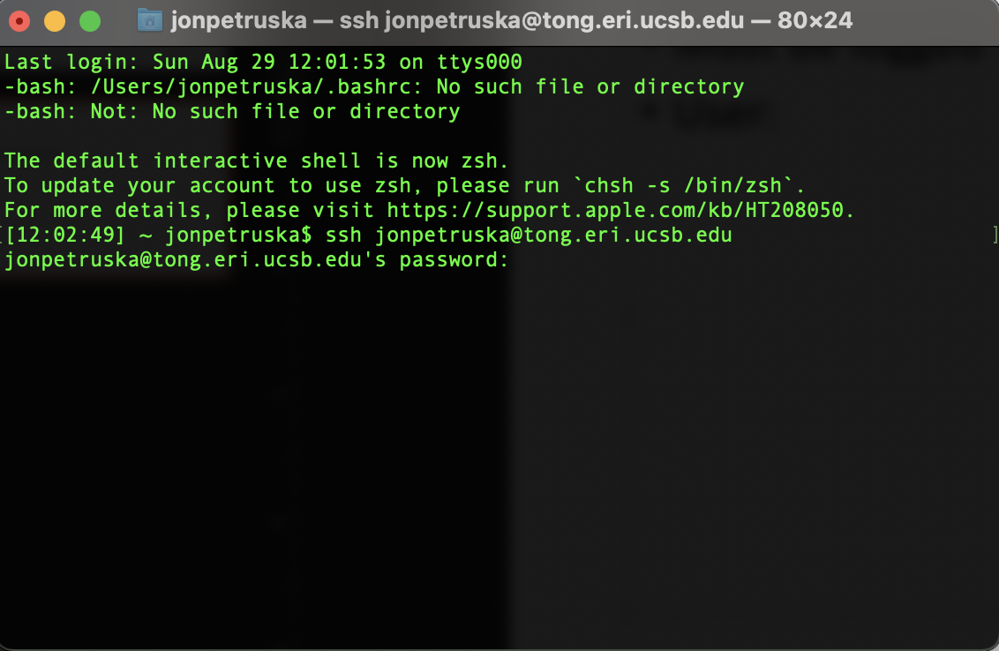 jonpetruska — ssh jonpetruska@tong.eri.ucsb.edu — 80×24
Last login: Sun Aug 29 12:01:53 on ttys000
-bash: /Users/jonpetruska/.bashrc: No such file or directory
-bash: Not: No such file or directory
The default interactive shell is now zsh.
To update your account to use zsh, please run `chsh -s /bin/zsh`.
For more details, please visit https://support.apple.com/kb/HT208050.
[[12:02:49] ~ jonpetruska$ ssh jonpetruska@tong.eri.ucsb.edu ]
jonpetruska@tong.eri.ucsb.edu's password: